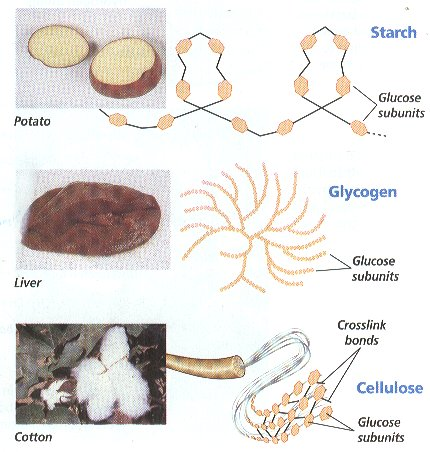 Starch
Glucose
subunits
Potato
Glycogen
Glucose
subunits
Liver
Crosslink
bonds
Cellulose
Glucose
subunits
Cotton